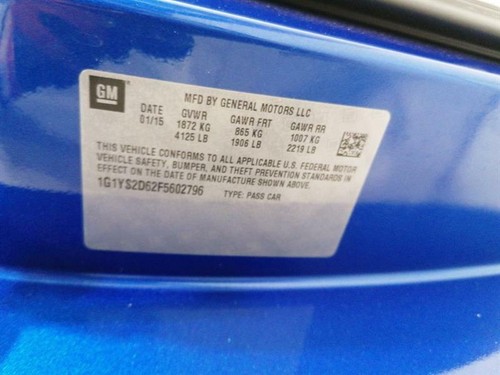 GM
MFD BY GENERAL MOTORS LLC
DATE GVWR GAWR FRT GAWR RR
01/15 1872 KG 865 KG 1007 KG
4125 LB 1906 LB 2219 LB
THIS VEHICLE CONFORMS TO ALL APPLICABLE U.S. FEDERAL MOTOR
VEHICLE SAFETY, BUMPER, AND THEFT PREVENTION STANDARDS IN
EFFECT ON THE DATE OF MANUFACTURE SHOWN ABOVE.
1G1YS2D62F5602796 TYPE: PASS CAR